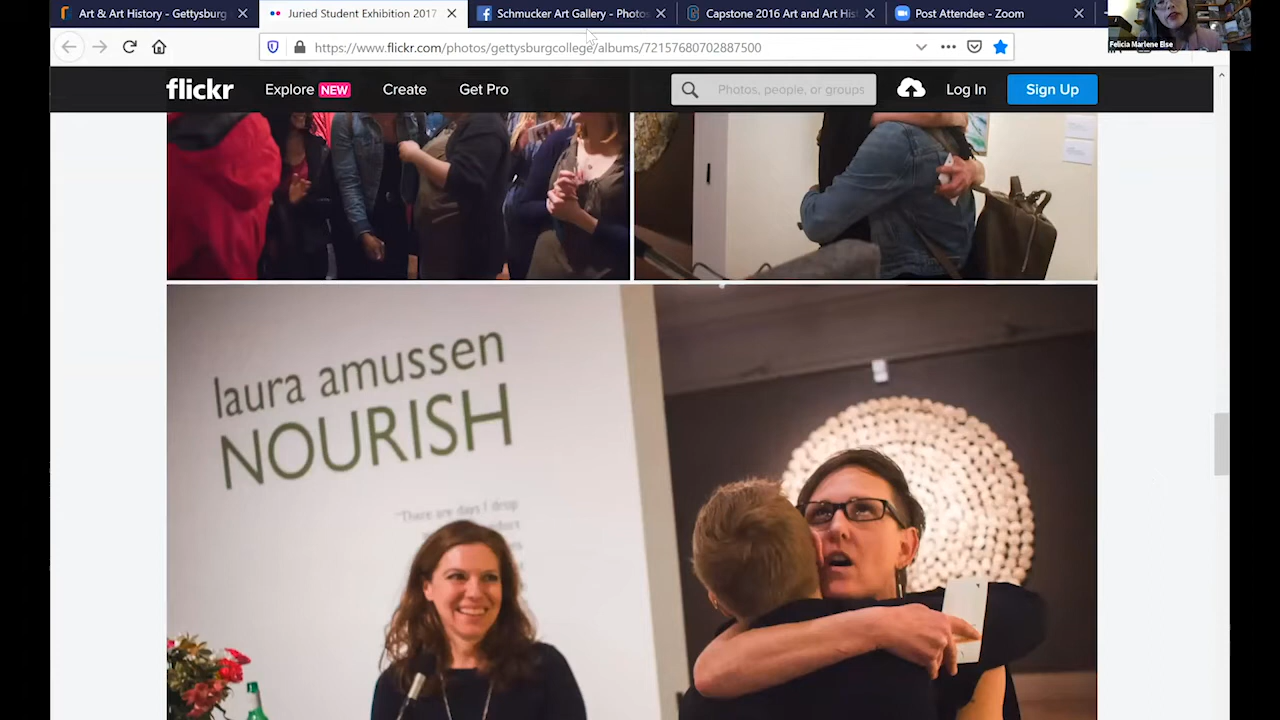 Art & Art History - Gettysburg
Juried Student Exhibition 2017
Schmucker Art Gallery - Photos
Capstone 2016 Art and Art His
Post Attendee - Zoom
Felicia Marlene Else
https://www.flickr.com/photos/gettysburgcollege/albums/72157680702887500
flickr
Explore NEW
Create
Get Pro
Photos, people, or groups
Log In
Sign Up
laura amussen
NOURISH
"There are days I drop